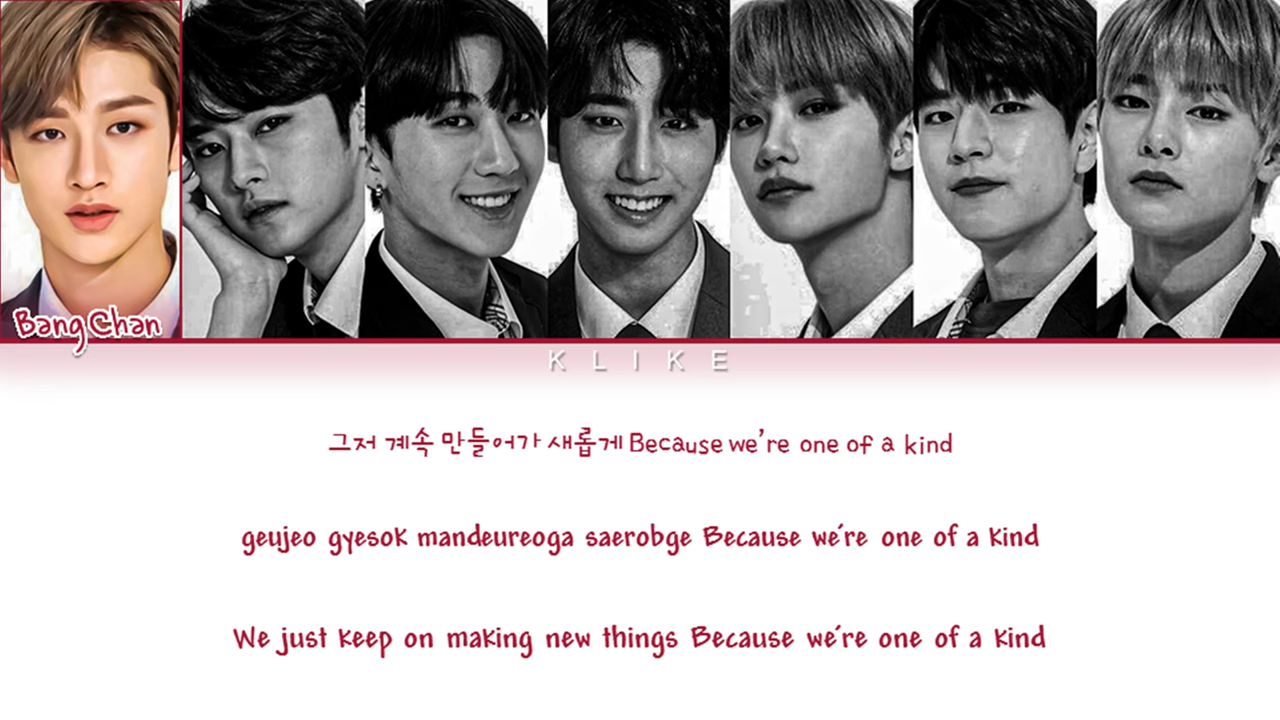 Bang Chan
KLIKE
그저 계속 만들어가 새롭게 Because we're one of a kind
geujeo gyesok mandeureoga saerobge Because we're one of a kind
We just keep on making new things Because we're one of a kind